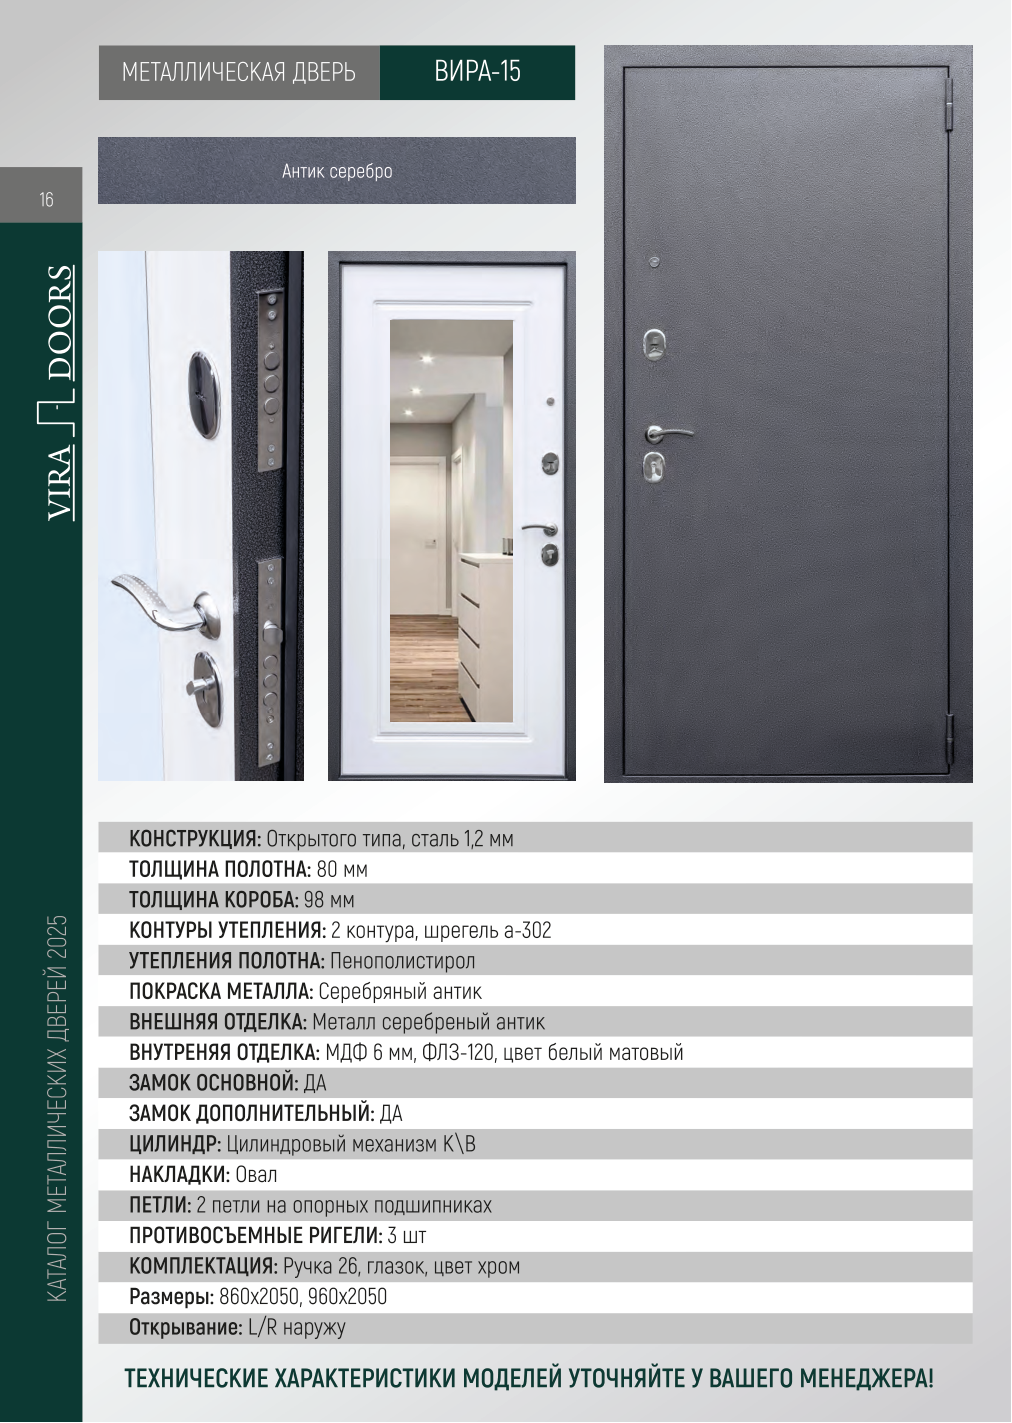 МЕТАЛЛИЧЕСКАЯ ДВЕРЬ
ВИРА-15
Антик серебро
16
VIRA DOORS
КАТАЛОГ МЕТАЛЛИЧЕСКИХ ДВЕРЕЙ 2025
КОНСТРУКЦИЯ: Открытого типа, сталь 1,2 мм
ТОЛЩИНА ПОЛОТНА: 80 мм
ТОЛЩИНА КОРОБА: 98 мм
КОНТУРЫ УТЕПЛЕНИЯ: 2 контура, шрегель а-302
УТЕПЛЕНИЯ ПОЛОТНА: Пенополистирол
ПОКРАСКА МЕТАЛЛА: Серебряный антик
ВНЕШНЯЯ ОТДЕЛКА: Металл серебреный антик
ВНУТРЕНЯЯ ОТДЕЛКА: МДФ 6 мм, ФЛЗ-120, цвет белый матовый
ЗАМОК ОСНОВНОЙ: ДА
ЗАМОК ДОПОЛНИТЕЛЬНЫЙ: ДА
ЦИЛИНДР: Цилиндровый механизм К\В
НАКЛАДКИ: Овал
ПЕТЛИ: 2 петли на опорных подшипниках
ПРОТИВОСЪЕМНЫЕ РИГЕЛИ: 3 шт
КОМПЛЕКТАЦИЯ: Ручка 26, глазок, цвет хром
Размеры: 860х2050, 960х2050
Открывание: L/R наружу
ТЕХНИЧЕСКИЕ ХАРАКТЕРИСТИКИ МОДЕЛЕЙ УТОЧНЯЙТЕ У ВАШЕГО МЕНЕДЖЕРА!